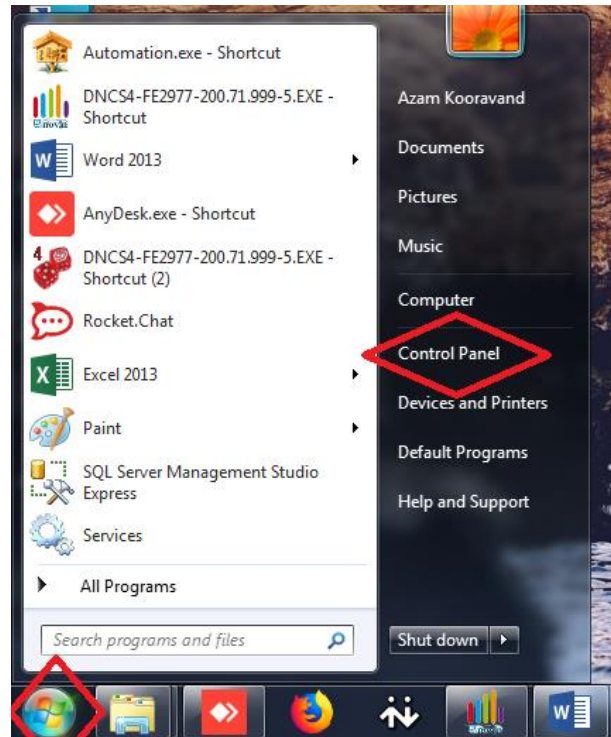 Automation.exe - Shortcut
DNCS4-FE2977-200.71.999-5.EXE -
Shortcut
Word 2013
AnyDesk.exe - Shortcut
DNCS4-FE2977-200.71.999-5.EXE -
Shortcut (2)
Rocket.Chat
Excel 2013
Paint
SQL Server Management Studio
Express
Services
All Programs
Search programs and files
Azam Kooravand
Documents
Pictures
Music
Computer
Control Panel
Devices and Printers
Default Programs
Help and Support
Shut down